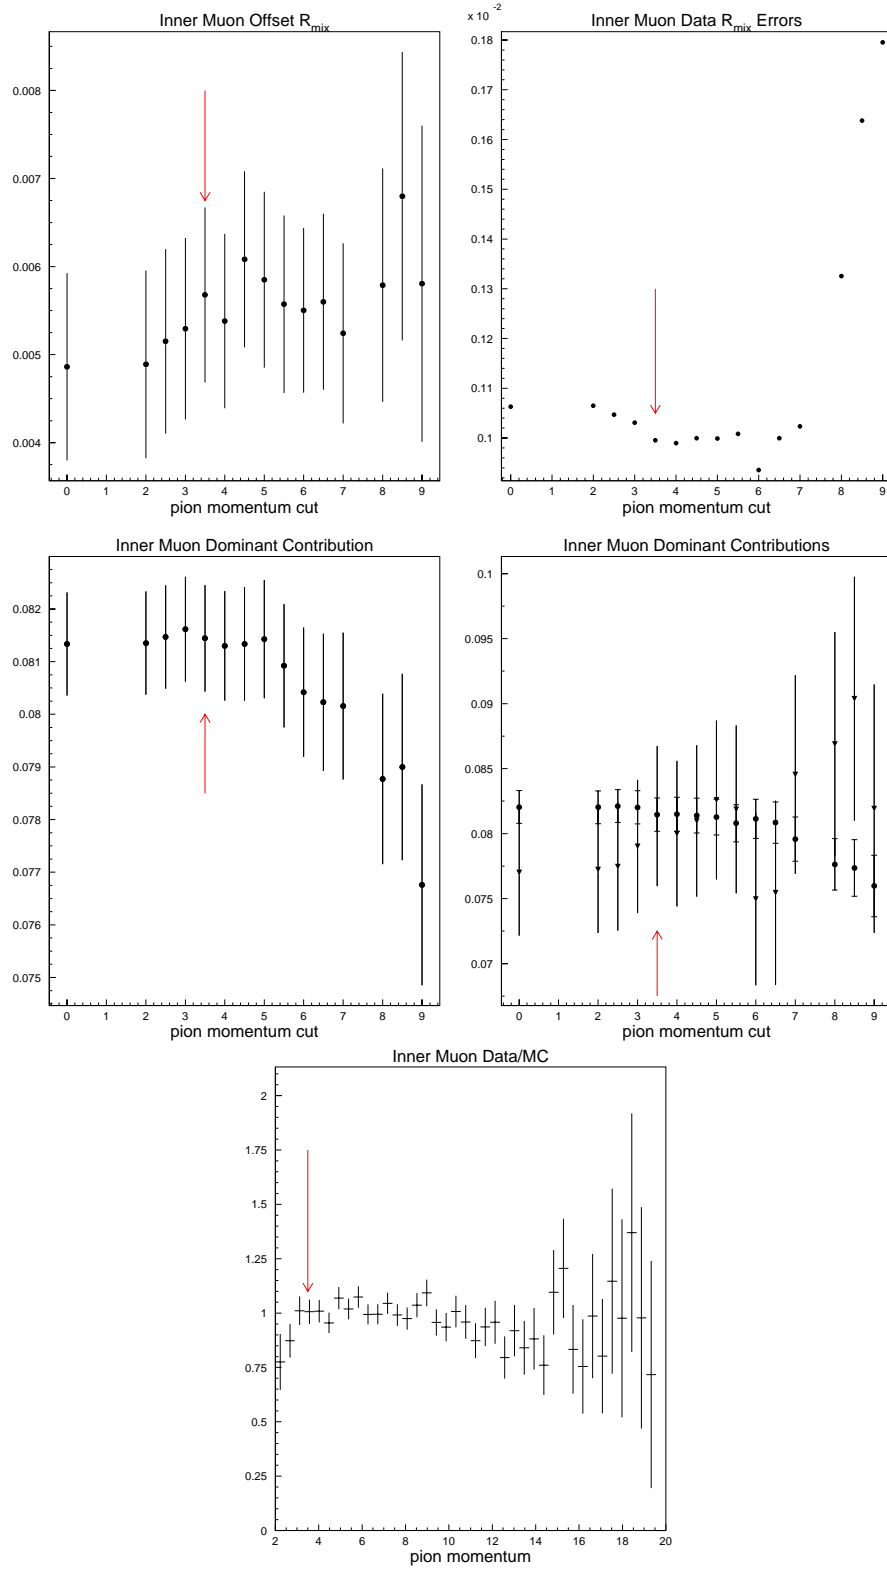 Inner Muon Offset Rmix
0.008
0.007
0.006
0.005
0.004
0 1 2 3 4 5 6 7 8 9
pion momentum cut
x 10 -2
Inner Muon Data Rmix Errors
0.18
0.17
0.16
0.15
0.14
0.13
0.12
0.11
0.1
0 1 2 3 4 5 6 7 8 9
pion momentum cut
Inner Muon Dominant Contribution
0.082
0.081
0.08
0.079
0.078
0.077
0.076
0.075
0 1 2 3 4 5 6 7 8 9
pion momentum cut
Inner Muon Dominant Contributions
0.1
0.095
0.09
0.085
0.08
0.075
0.07
0 1 2 3 4 5 6 7 8 9
pion momentum cut
Inner Muon Data/MC
2
1.75
1.5
1.25
1
0.75
0.5
0.25
0
2 4 6 8 10 12 14 16 18 20
pion momentum